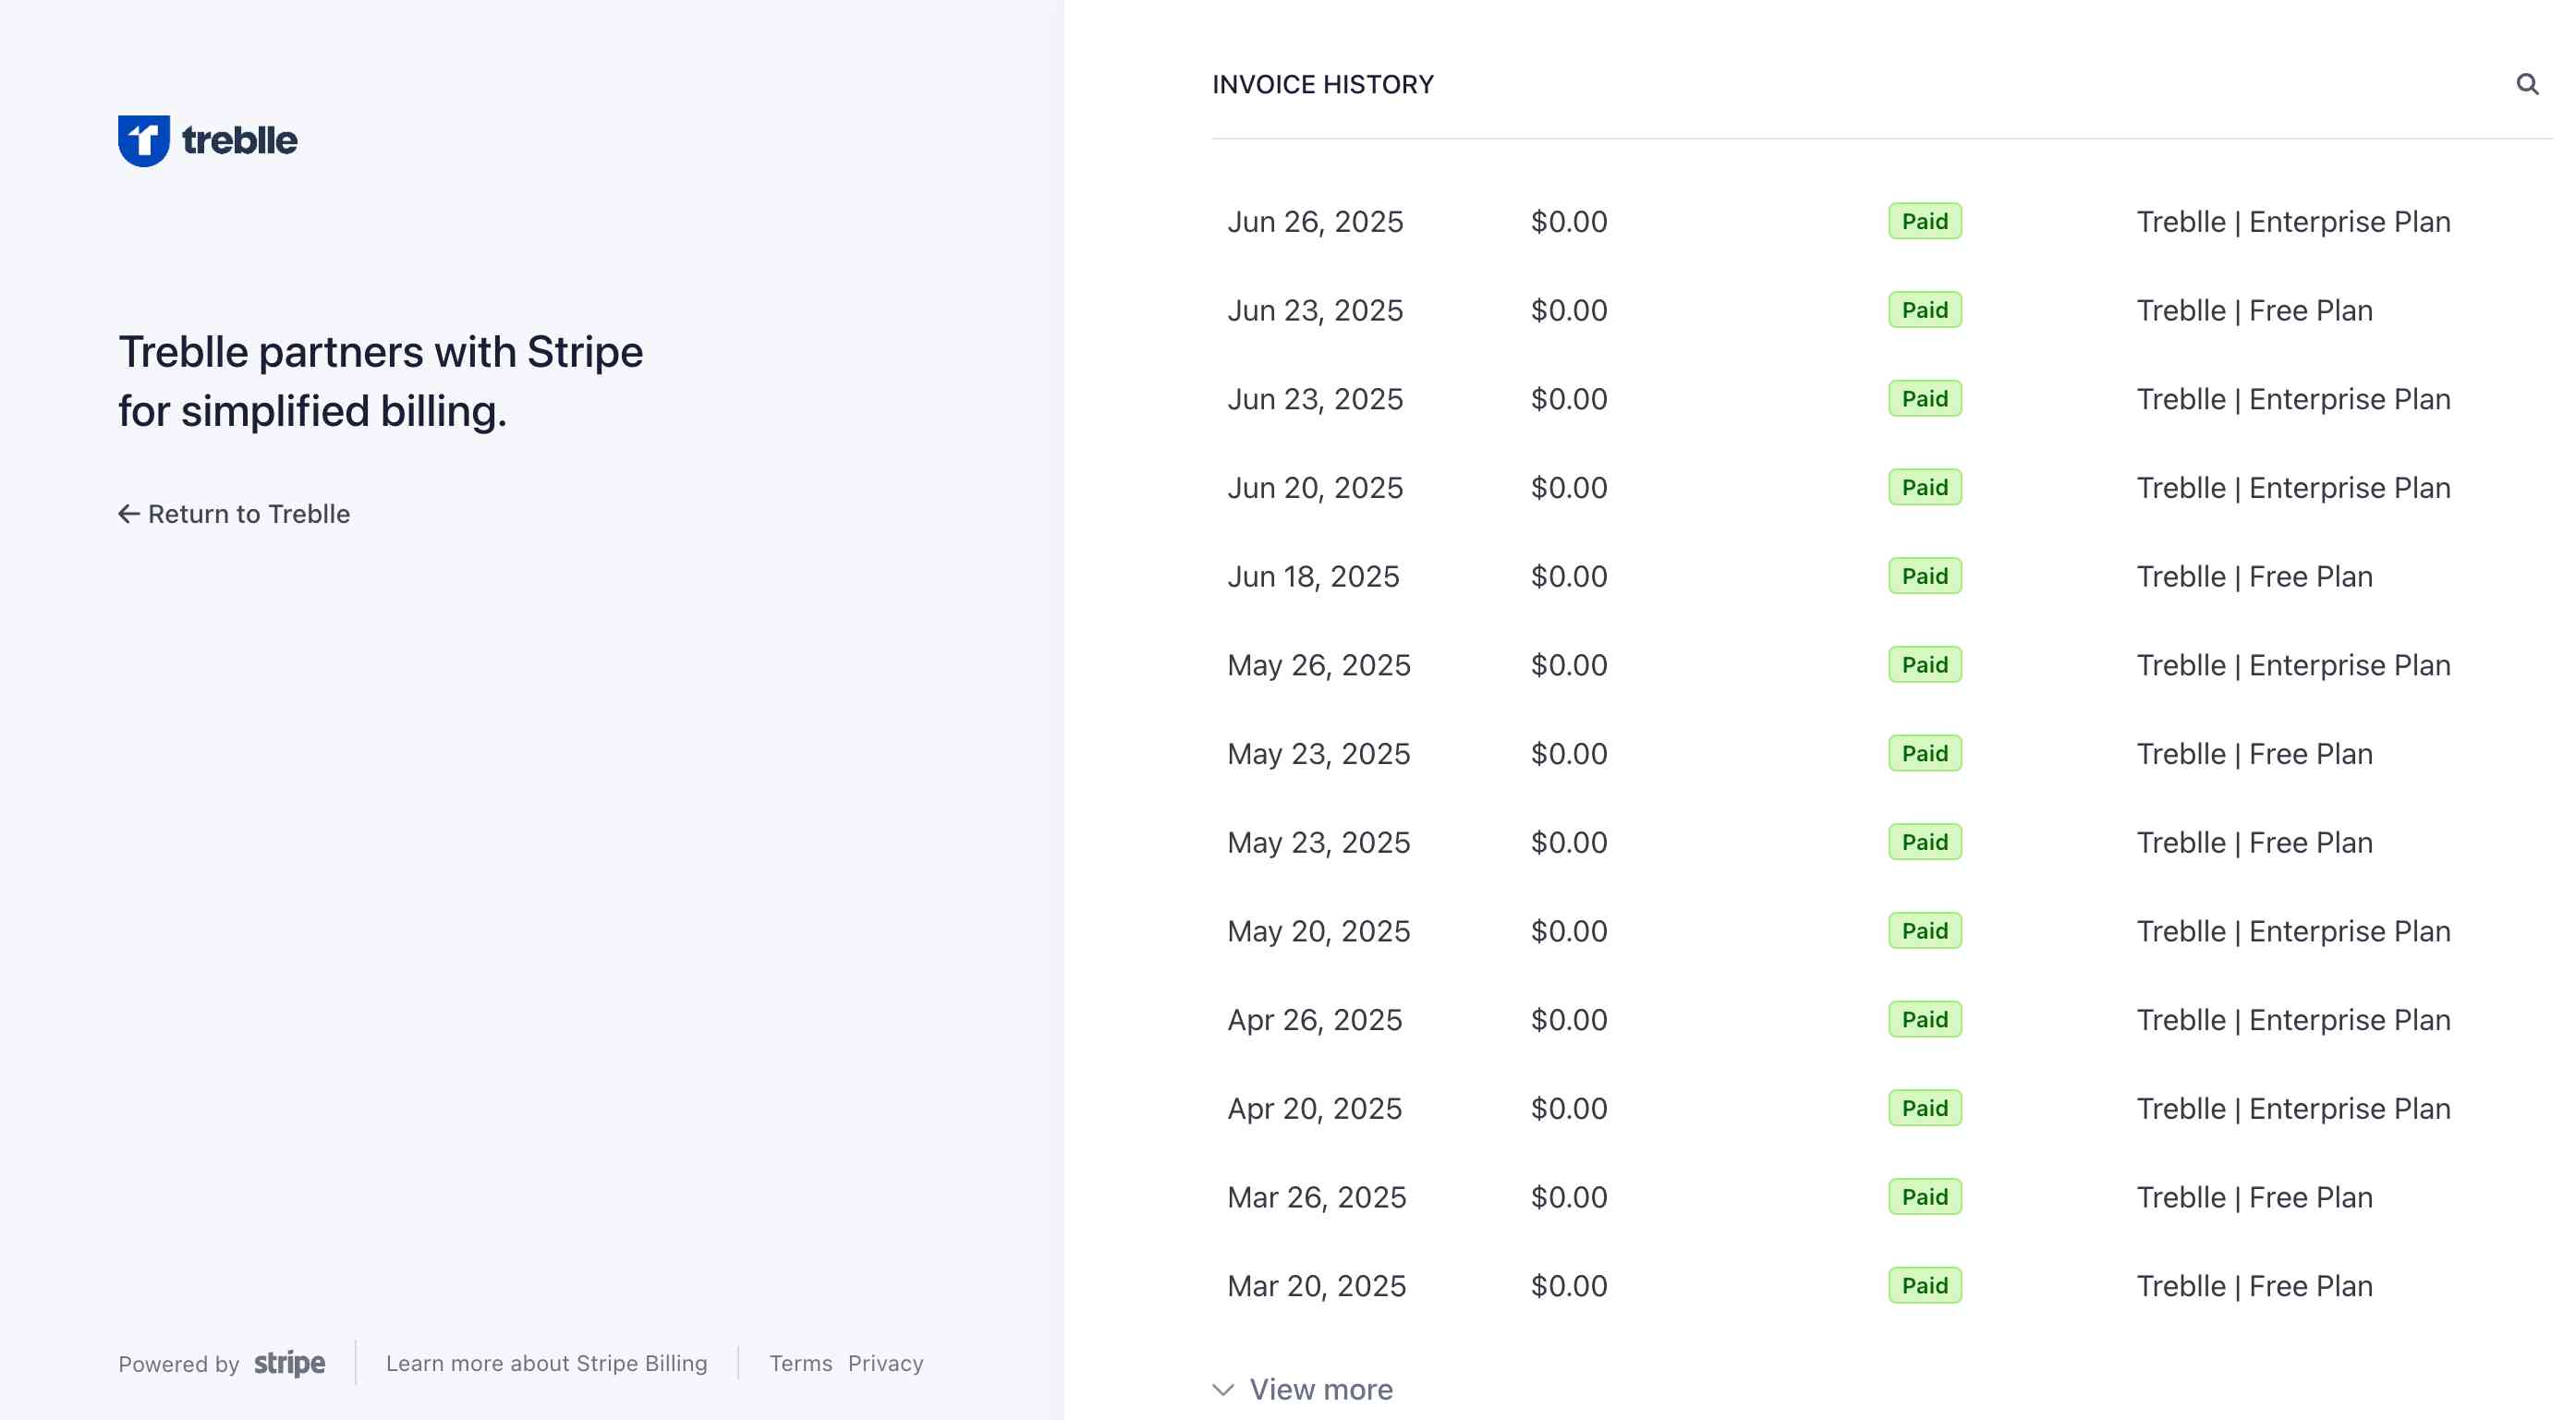 treblle
Treblle partners with Stripe
for simplified billing.
Return to Treblle
Powered by stripe
Learn more about Stripe Billing
Terms Privacy
INVOICE HISTORY
Jun 26, 2025 $0.00 Paid Treblle | Enterprise Plan
Jun 23, 2025 $0.00 Paid Treblle | Free Plan
Jun 23, 2025 $0.00 Paid Treblle | Enterprise Plan
Jun 20, 2025 $0.00 Paid Treblle | Enterprise Plan
Jun 18, 2025 $0.00 Paid Treblle | Free Plan
May 26, 2025 $0.00 Paid Treblle | Enterprise Plan
May 23, 2025 $0.00 Paid Treblle | Free Plan
May 23, 2025 $0.00 Paid Treblle | Free Plan
May 20, 2025 $0.00 Paid Treblle | Enterprise Plan
Apr 26, 2025 $0.00 Paid Treblle | Enterprise Plan
Apr 20, 2025 $0.00 Paid Treblle | Enterprise Plan
Mar 26, 2025 $0.00 Paid Treblle | Free Plan
Mar 20, 2025 $0.00 Paid Treblle | Free Plan
View more